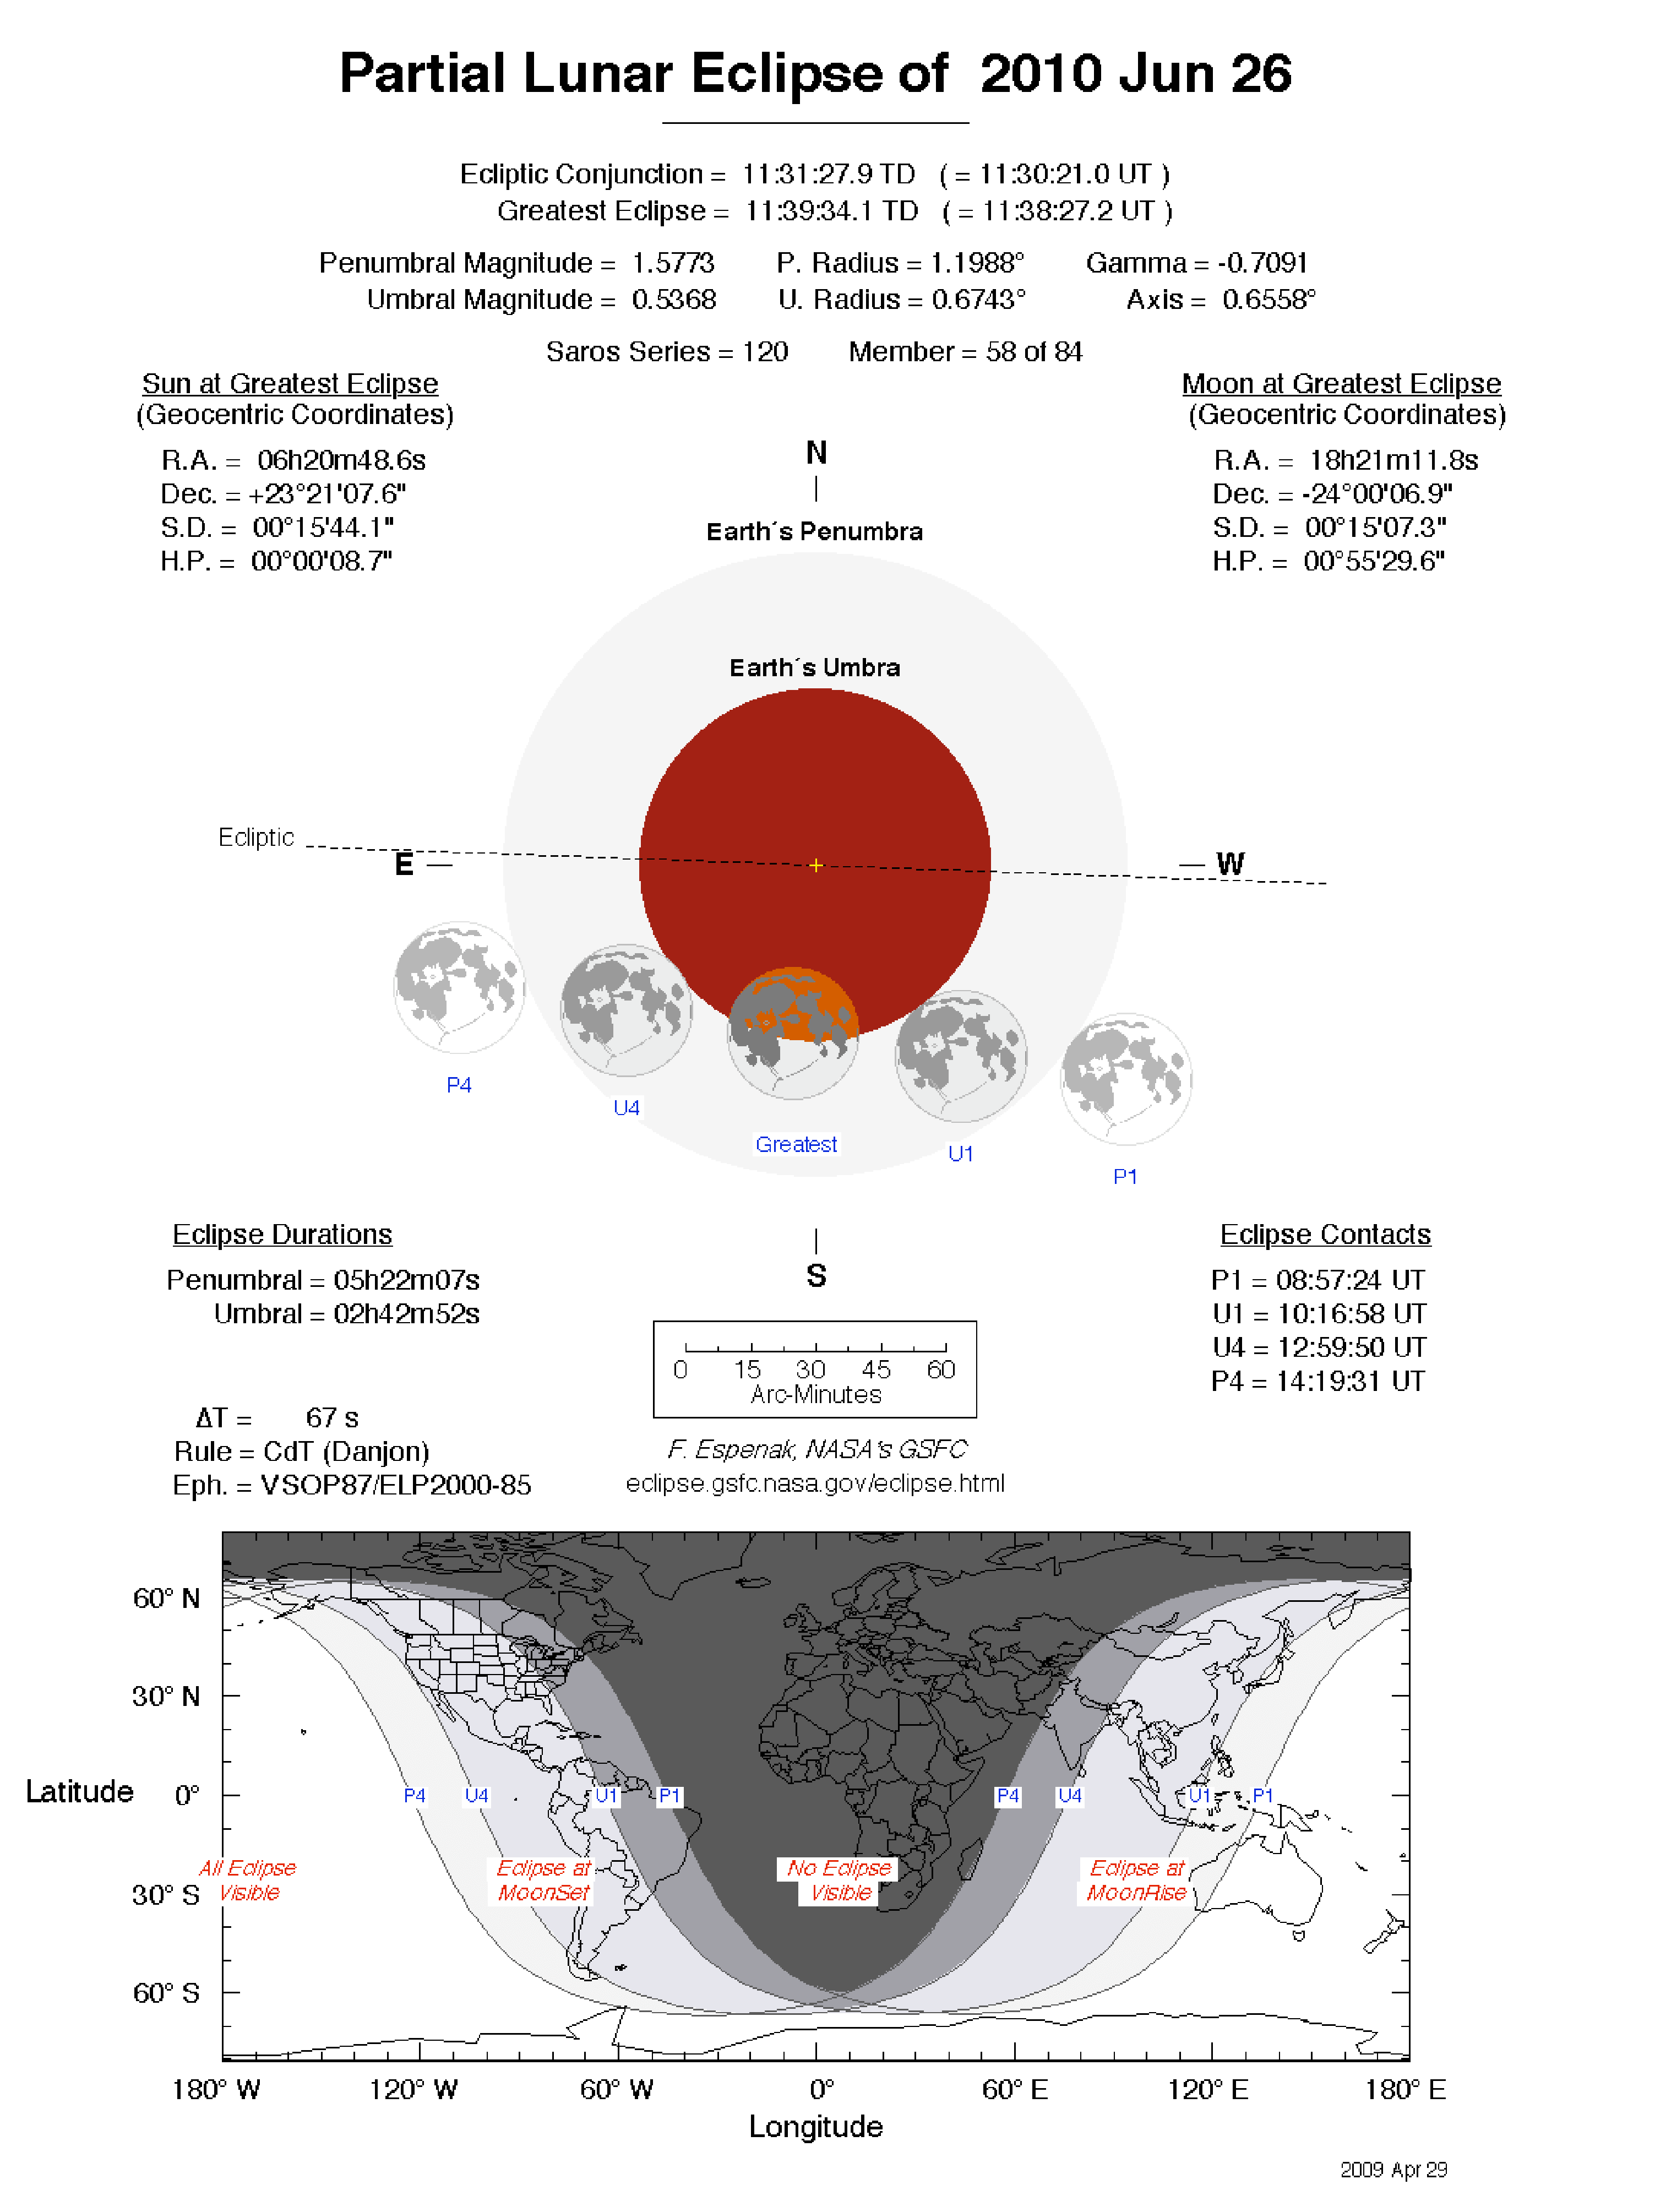 Partial Lunar Eclipse of 2010 Jun 26
Ecliptic Conjunction = 11:31:27.9 TD ( = 11:30:21.0 UT )
Greatest Eclipse = 11:39:34.1 TD ( = 11:38:27.2 UT )
Penumbral Magnitude = 1.5773 P. Radius = 1.1988° Gamma = -0.7091
Umbral Magnitude = 0.5368 U. Radius = 0.6743° Axis = 0.6558°
Saros Series = 120 Member = 58 of 84
Sun at Greatest Eclipse
(Geocentric Coordinates)
R.A. = 06h20m48.6s
Dec. = +23°21'07.6"
S.D. = 00°15'44.1"
H.P. = 00°00'08.7"
Moon at Greatest Eclipse
(Geocentric Coordinates)
R.A. = 18h21m11.8s
Dec. = -24°00'06.9"
S.D. = 00°15'07.3"
H.P. = 00°55'29.6"
N
Earth´s Penumbra
Earth´s Umbra
Ecliptic
E
W
P4
U4
Greatest
U1
P1
S
Eclipse Durations
Penumbral = 05h22m07s
Umbral = 02h42m52s
Eclipse Contacts
P1 = 08:57:24 UT
U1 = 10:16:58 UT
U4 = 12:59:50 UT
P4 = 14:19:31 UT
0 15 30 45 60
Arc-Minutes
ΔT = 67 s
Rule = CdT (Danjon)
Eph. = VSOP87/ELP2000-85
F. Espenak, NASA's GSFC
eclipse.gsfc.nasa.gov/eclipse.html
60° N
30° N
Latitude 0°
30° S
60° S
P4 U4 U1 P1 P4 U4 U1 P1
All Eclipse
Visible
Eclipse at
MoonSet
No Eclipse
Visible
Eclipse at
MoonRise
180° W 120° W 60° W 0° 60° E 120° E 180° E
Longitude
2009 Apr 29